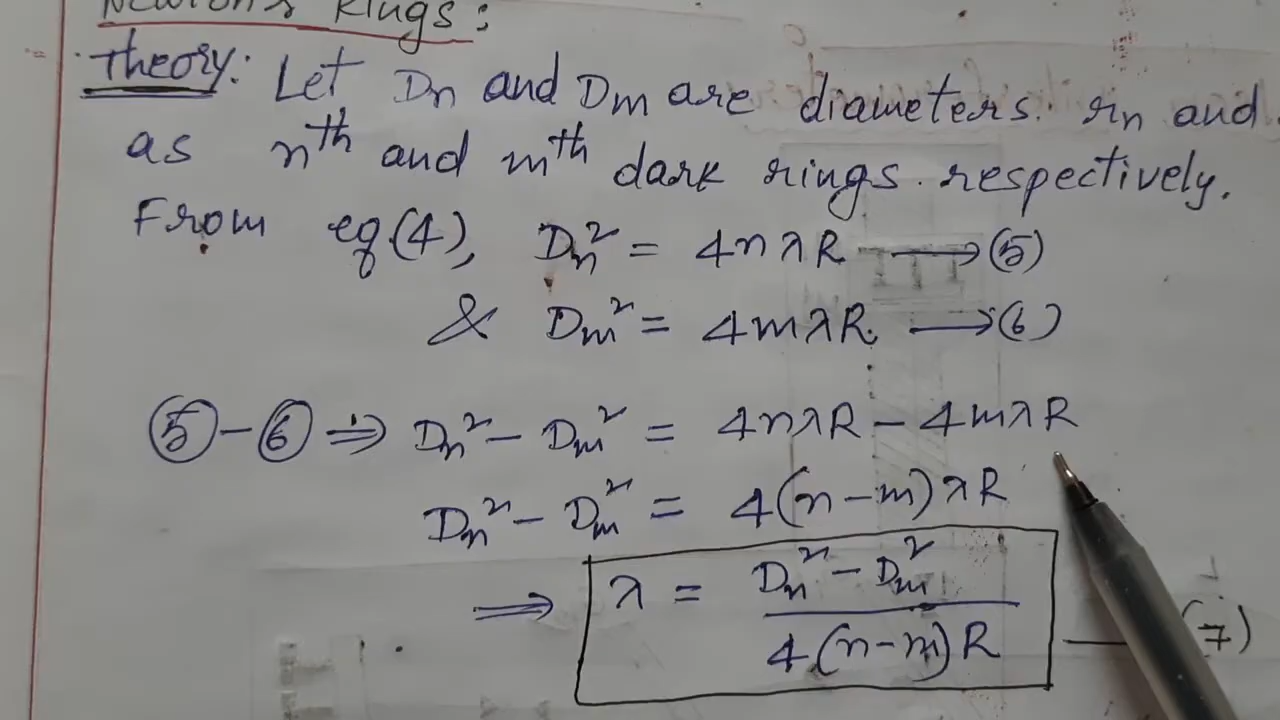 Newton's Rings:
Theory: Let Dn and Dm are diameters. rn and
as nth and mth dark rings respectively.
From eq(4), Dn² = 4nλR ⟶(5)
& Dm² = 4mλR ⟶(6)
⑤-⑥ ⇒ Dn² - Dm² = 4nλR - 4mλR
Dn² - Dm² = 4(n-m)λR
⇒ λ = (Dn² - Dm²) / 4(n-m)R — (7)